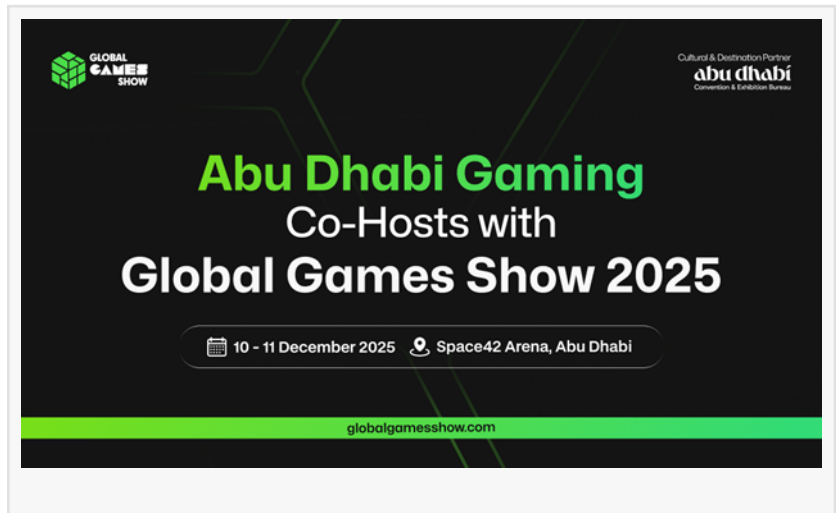 GLOBAL
GAMES
SHOW
Cultural & Destination Partner
abu dhabi
Convention & Exhibition Bureau
Abu Dhabi Gaming
Co-Hosts with
Global Games Show 2025
10 - 11 December 2025 Space42 Arena, Abu Dhabi
globalgamesshow.com